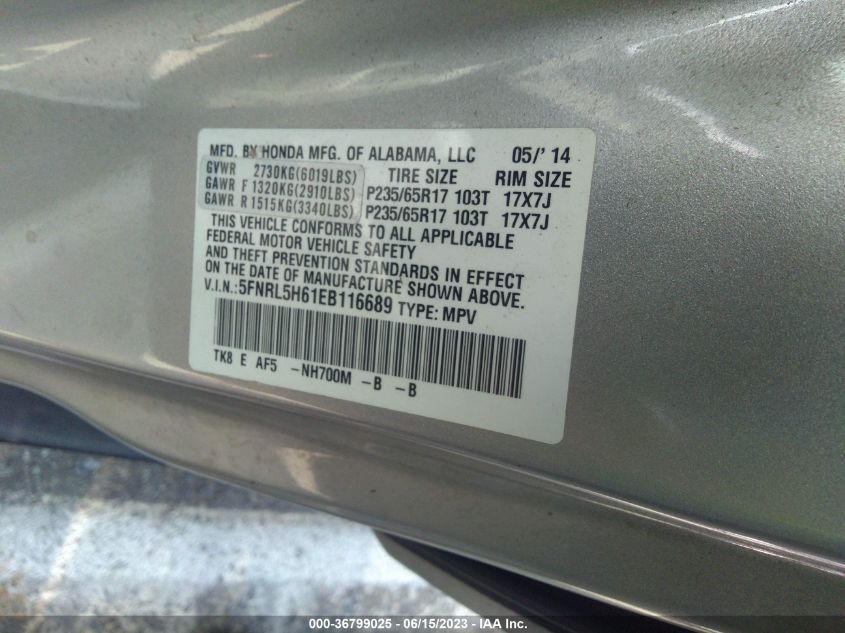 MFD. BY HONDA MFG. OF ALABAMA, LLC 05/' 14
GVWR 2730KG(6019LBS) TIRE SIZE RIM SIZE
GAWR F 1320KG(2910LBS) P235/65R17 103T 17X7J
GAWR R 1515KG(3340LBS) P235/65R17 103T 17X7J
THIS VEHICLE CONFORMS TO ALL APPLICABLE
FEDERAL MOTOR VEHICLE SAFETY
AND THEFT PREVENTION STANDARDS IN EFFECT
ON THE DATE OF MANUFACTURE SHOWN ABOVE.
V.I.N.:5FNRL5H61EB116689 TYPE: MPV
TK8 E AF5 -NH700M -B -B
000-36799025 - 06/15/2023 - IAA Inc.